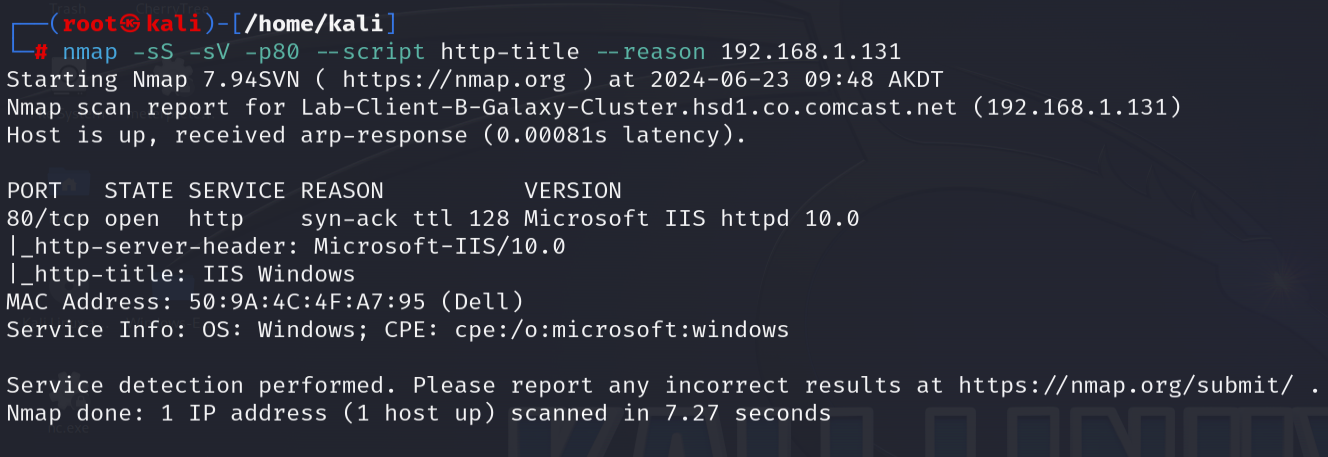 Trash CherryTree
┌──(root㉿kali)-[/home/kali]
└─# nmap -sS -sV -p80 --script http-title --reason 192.168.1.131
Starting Nmap 7.94SVN ( https://nmap.org ) at 2024-06-23 09:48 AKDT
Nmap scan report for Lab-Client-B-Galaxy-Cluster.hsd1.co.comcast.net (192.168.1.131)
Host is up, received arp-response (0.00081s latency).

PORT   STATE SERVICE REASON          VERSION
80/tcp open  http    syn-ack ttl 128 Microsoft IIS httpd 10.0
|_http-server-header: Microsoft-IIS/10.0
|_http-title: IIS Windows
MAC Address: 50:9A:4C:4F:A7:95 (Dell)
Service Info: OS: Windows; CPE: cpe:/o:microsoft:windows

Service detection performed. Please report any incorrect results at https://nmap.org/submit/ .
Nmap done: 1 IP address (1 host up) scanned in 7.27 seconds
nc.exe